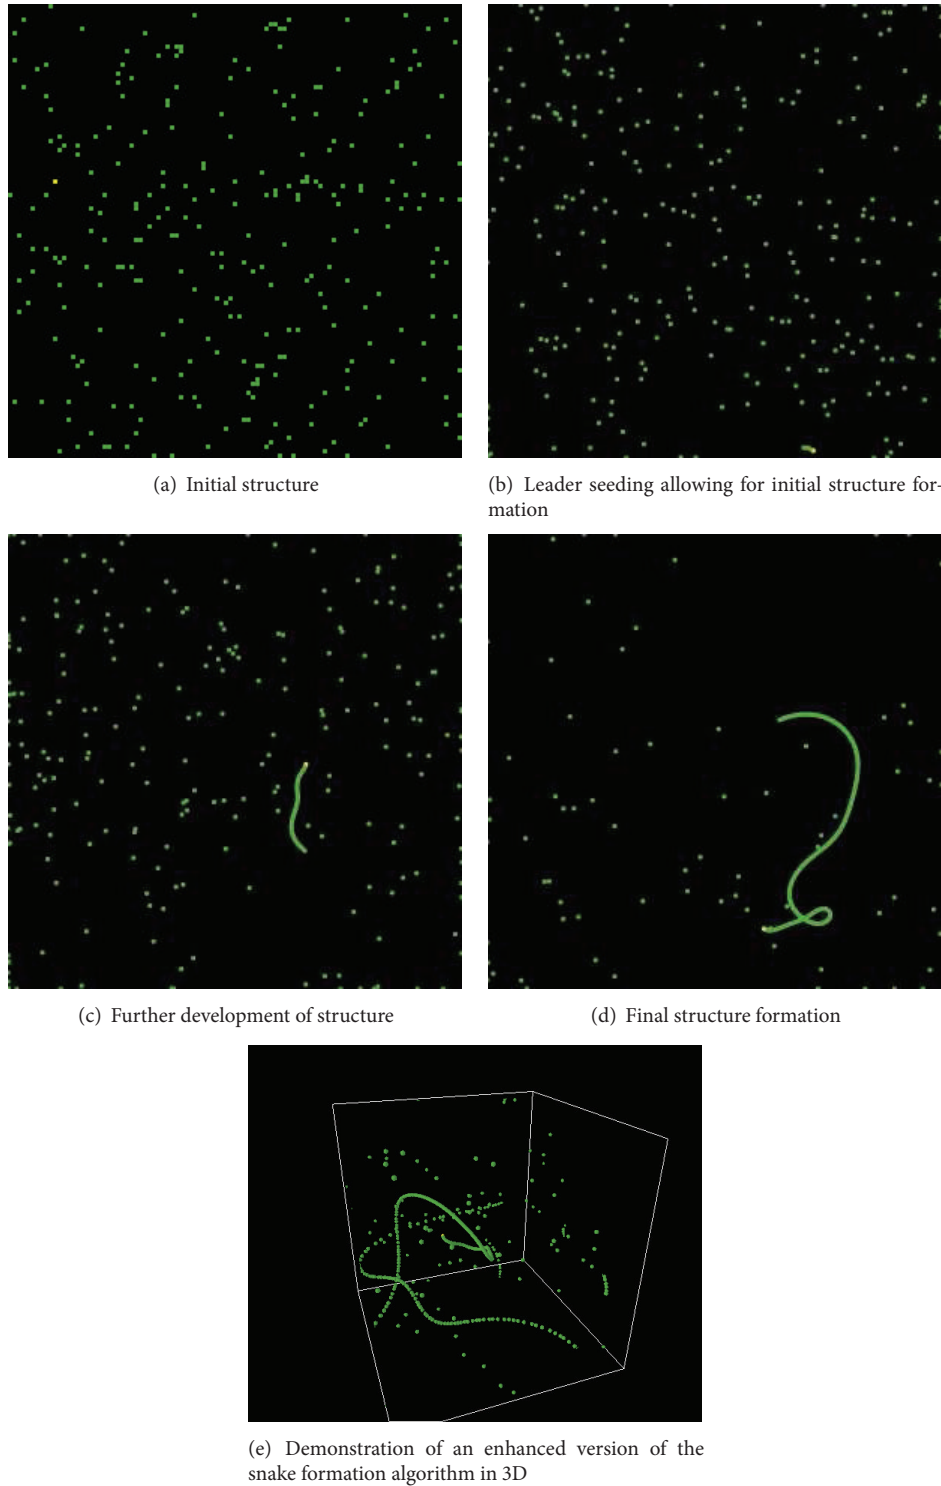 (a) Initial structure
(b) Leader seeding allowing for initial structure for-
mation
(c) Further development of structure
(d) Final structure formation
(e) Demonstration of an enhanced version of the
snake formation algorithm in 3D